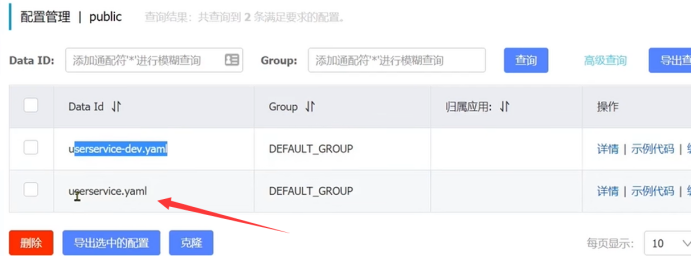 配置管理 | public 查询结果：共查询到 2 条满足要求的配置。
Data ID: 添加通配符'*'进行模糊查询 Group: 添加通配符'*'进行模糊查询 查询 高级查询 导出查
Data Id Group 归属应用: 操作
userservice-dev.yaml DEFAULT_GROUP 详情 | 示例代码 |
userservice.yaml DEFAULT_GROUP 详情 | 示例代码 |
删除 导出选中的配置 克隆 每页显示: 10